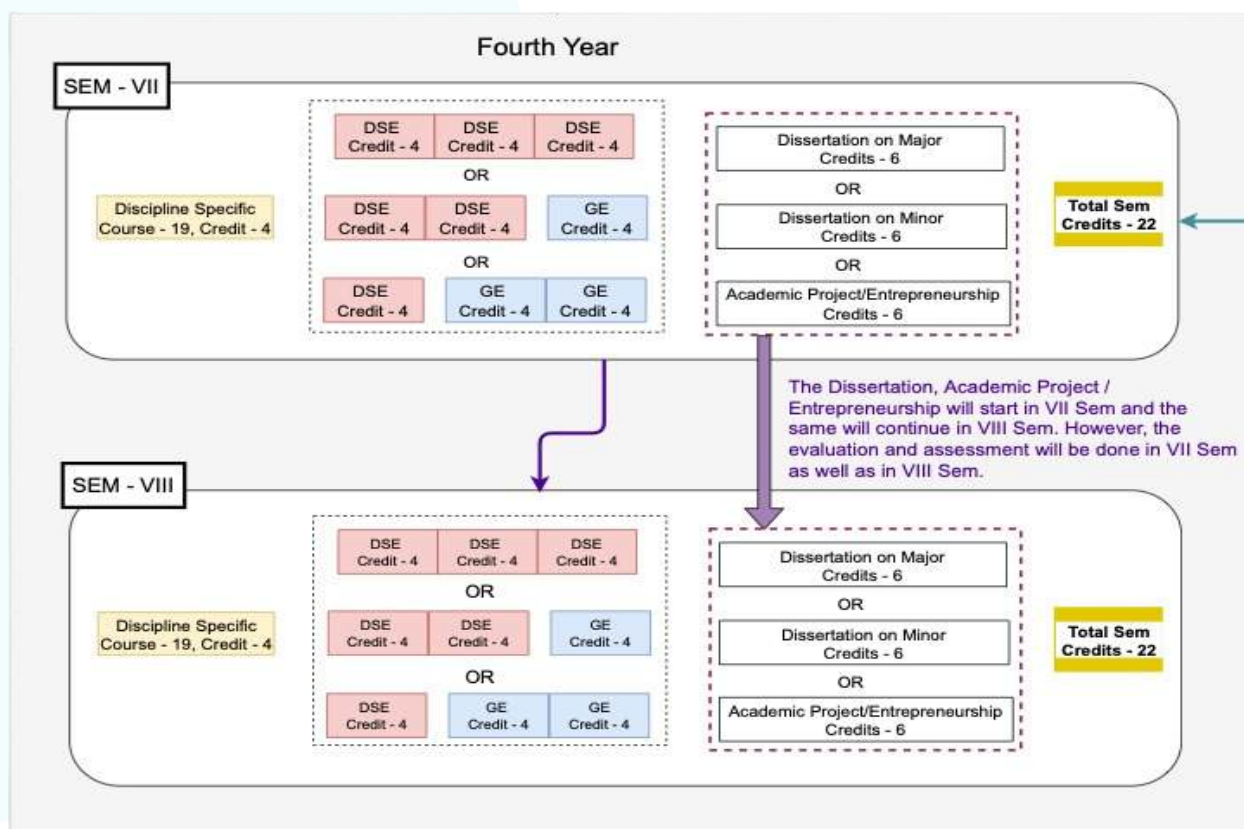 Fourth Year
SEM - VII
DSE
Credit - 4
DSE
Credit - 4
DSE
Credit - 4
OR
DSE
Credit - 4
DSE
Credit - 4
GE
Credit - 4
OR
DSE
Credit - 4
GE
Credit - 4
GE
Credit - 4
Discipline Specific
Course - 19, Credit - 4
Dissertation on Major
Credits - 6
OR
Dissertation on Minor
Credits - 6
OR
Academic Project/Entrepreneurship
Credits - 6
Total Sem
Credits - 22
The Dissertation, Academic Project /
Entrepreneurship will start in VII Sem and the
same will continue in VIII Sem. However, the
evaluation and assessment will be done in VII Sem
as well as in VIII Sem.
SEM - VIII
DSE
Credit - 4
DSE
Credit - 4
DSE
Credit - 4
OR
DSE
Credit - 4
DSE
Credit - 4
GE
Credit - 4
OR
DSE
Credit - 4
GE
Credit - 4
GE
Credit - 4
Discipline Specific
Course - 19, Credit - 4
Dissertation on Major
Credits - 6
OR
Dissertation on Minor
Credits - 6
OR
Academic Project/Entrepreneurship
Credits - 6
Total Sem
Credits - 22